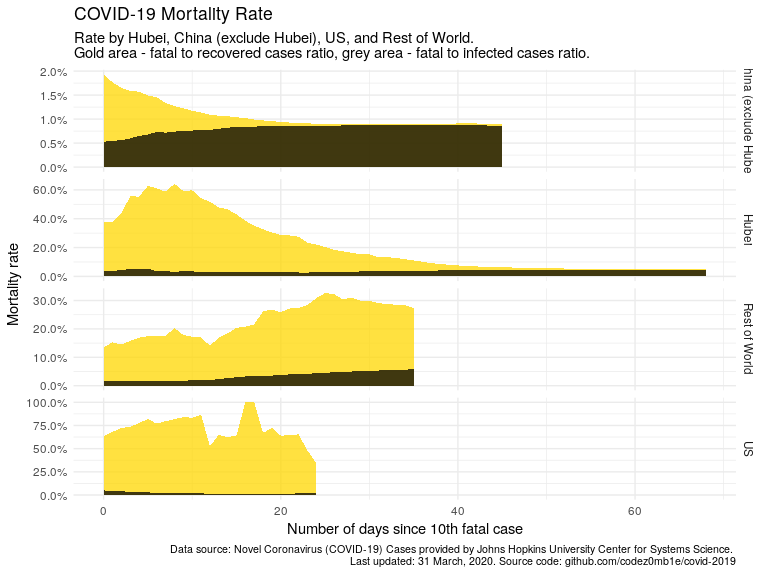 COVID-19 Mortality Rate
Rate by Hubei, China (exclude Hubei), US, and Rest of World.
Gold area - fatal to recovered cases ratio, grey area - fatal to infected cases ratio.
2.0%
1.5%
1.0%
0.5%
0.0%
hina (exclude Hube
60.0%
40.0%
20.0%
0.0%
Hubei
30.0%
20.0%
10.0%
0.0%
Rest of World
100.0%
75.0%
50.0%
25.0%
0.0%
US
Mortality rate
0
20
40
60
Number of days since 10th fatal case
Data source: Novel Coronavirus (COVID-19) Cases provided by Johns Hopkins University Center for Systems Science.
Last updated: 31 March, 2020. Source code: github.com/codez0mb1e/covid-2019